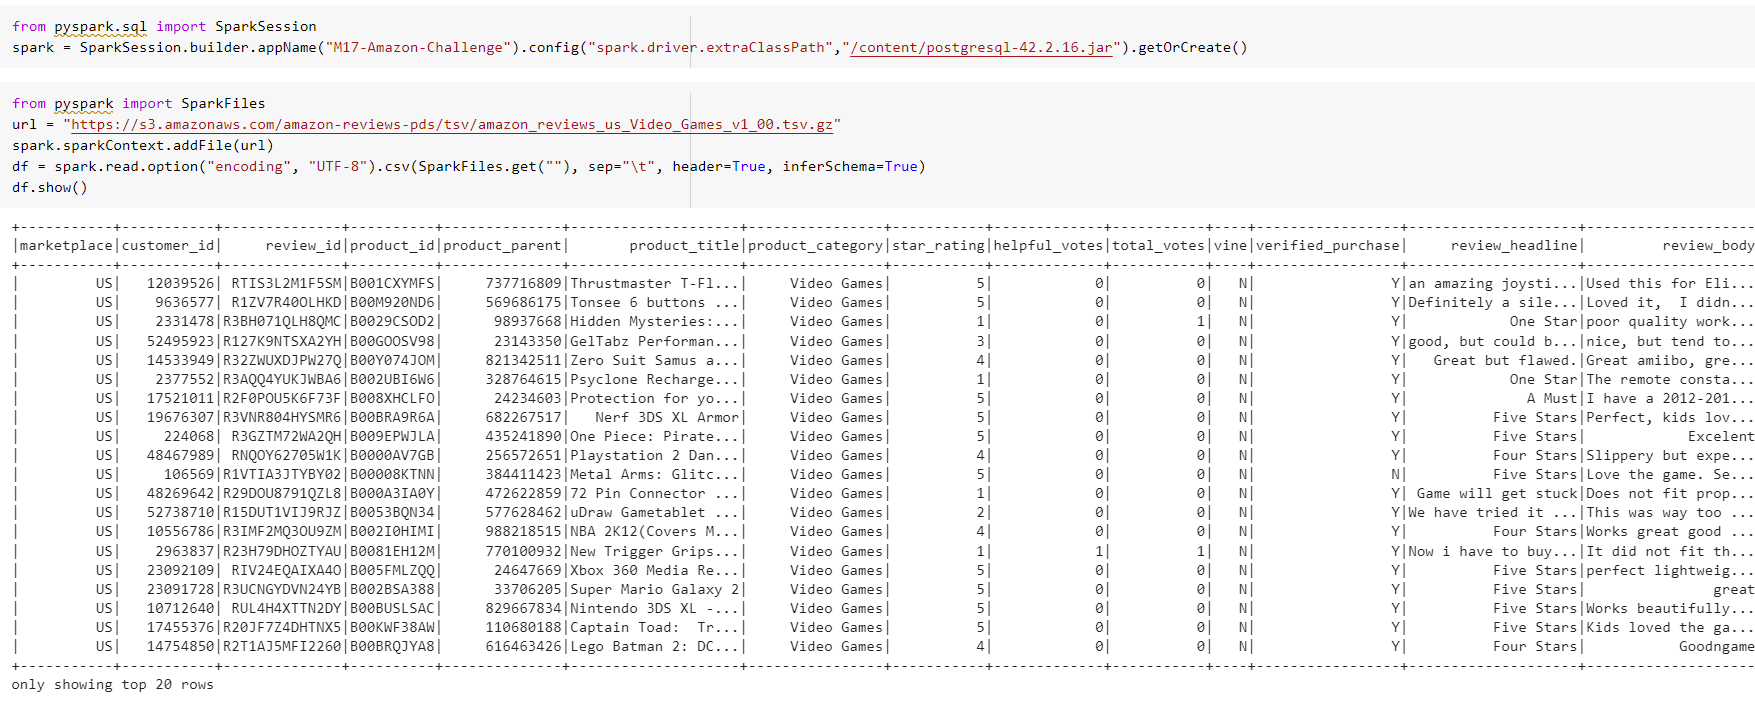 from pyspark.sql import SparkSession
spark = SparkSession.builder.appName("M17-Amazon-Challenge").config("spark.driver.extraClassPath","/content/postgresql-42.2.16.jar").getOrCreate()
from pyspark import SparkFiles
url = "https://s3.amazonaws.com/amazon-reviews-pds/tsv/amazon_reviews_us_Video_Games_v1_00.tsv.gz"
spark.sparkContext.addFile(url)
df = spark.read.option("encoding", "UTF-8").csv(SparkFiles.get(""), sep="\t", header=True, inferSchema=True)
df.show()
+-----------+-----------+--------------+----------+--------------+--------------------+----------------+-----------+-------------+-----------+----+-----------------+--------------------+--------------------
|marketplace|customer_id|     review_id|product_id|product_parent|       product_title|product_category|star_rating|helpful_votes|total_votes|vine|verified_purchase|     review_headline|         review_body
+-----------+-----------+--------------+----------+--------------+--------------------+----------------+-----------+-------------+-----------+----+-----------------+--------------------+--------------------
|         US|   12039526| RTIS3L2M1F5SM|B001CXYMFS|     737716809|Thrustmaster T-Fl...|     Video Games|          5|            0|          0|   N|                Y|an amazing joysti...|Used this for Eli...
|         US|    9636577| R1ZV7R40OLHKD|B00M920ND6|     569686175|Tonsee 6 buttons ...|     Video Games|          5|            0|          0|   N|                Y|Definitely a sile...|Loved it,  I didn...
|         US|    2331478|R3BH071QLH8QMC|B0029CSOD2|      98937668|Hidden Mysteries:...|     Video Games|          1|            0|          1|   N|                Y|            One Star|poor quality work...
|         US|   52495923|R127K9NTSXA2YH|B00GOOSV98|      23143350|GelTabz Performan...|     Video Games|          3|            0|          0|   N|                Y|good, but could b...|nice, but tend to...
|         US|   14533949|R32ZWUXDJPW27Q|B00Y074JOM|     821342511|Zero Suit Samus a...|     Video Games|          4|            0|          0|   N|                Y|   Great but flawed.|Great amiibo, gre...
|         US|    2377552|R3AQQ4YUKJWBA6|B002UBI6W6|     328764615|Psyclone Recharge...|     Video Games|          1|            0|          0|   N|                Y|            One Star|The remote consta...
|         US|   17521011|R2F0POU5K6F73F|B008XHCLFO|      24234603|Protection for yo...|     Video Games|          5|            0|          0|   N|                Y|              A Must|I have a 2012-201...
|         US|   19676307|R3VNR804HYSMR6|B00BRA9R6A|     682267517|   Nerf 3DS XL Armor|     Video Games|          5|            0|          0|   N|                Y|          Five Stars|Perfect, kids lov...
|         US|     224068| R3GZTM72WA2QH|B009EPWJLA|     435241890|One Piece: Pirate...|     Video Games|          5|            0|          0|   N|                Y|          Five Stars|            Excelent
|         US|   48467989| RNQOY62705W1K|B0000AV7GB|     256572651|Playstation 2 Dan...|     Video Games|          4|            0|          0|   N|                Y|          Four Stars|Slippery but expe...
|         US|     106569|R1VTIA3JTYBY02|B00008KTNN|     384411423|Metal Arms: Glitc...|     Video Games|          5|            0|          0|   N|                N|          Five Stars|Love the game. Se...
|         US|   48269642|R29DOU8791QZL8|B000A3IA0Y|     472622859|72 Pin Connector ...|     Video Games|          1|            0|          0|   N|                Y| Game will get stuck|Does not fit prop...
|         US|   52738710|R15DUT1VIJ9RJZ|B0053BQN34|     577628462|uDraw Gametablet ...|     Video Games|          2|            0|          0|   N|                Y|We have tried it ...|This was way too ...
|         US|   10556786|R3IMF2MQ3OU9ZM|B002I0HIMI|     988218515|NBA 2K12(Covers M...|     Video Games|          4|            0|          0|   N|                Y|          Four Stars|Works great good ...
|         US|    2963837|R23H79DHOZTYAU|B0081EH12M|     770100932|New Trigger Grips...|     Video Games|          1|            1|          1|   N|                Y|Now i have to buy...|It did not fit th...
|         US|   23092109| RIV24EQAIXA4O|B005FMLZQQ|      24647669|Xbox 360 Media Re...|     Video Games|          5|            0|          0|   N|                Y|          Five Stars|perfect lightweig...
|         US|   23091728|R3UCNGYDVN24YB|B002BSA388|      33706205|Super Mario Galaxy 2|     Video Games|          5|            0|          0|   N|                Y|          Five Stars|               great
|         US|   10712640| RUL4H4XTTN2DY|B00BUSLSAC|     829667834|Nintendo 3DS XL -...|     Video Games|          5|            0|          0|   N|                Y|          Five Stars|Works beautifully...
|         US|   17455376|R20JF7Z4DHTNX5|B00KWF38AW|     110680188|Captain Toad:  Tr...|     Video Games|          5|            0|          0|   N|                Y|          Five Stars|Kids loved the ga...
|         US|   14754850|R2T1AJ5MFI2260|B00BRQJYA8|     616463426|Lego Batman 2: DC...|     Video Games|          4|            0|          0|   N|                Y|          Four Stars|            Goodngame
+-----------+-----------+--------------+----------+--------------+--------------------+----------------+-----------+-------------+-----------+----+-----------------+--------------------+--------------------
only showing top 20 rows